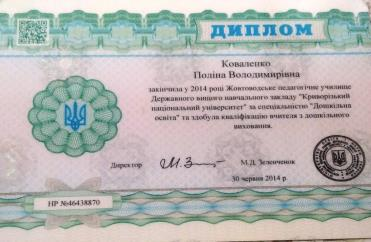 ДИПЛОМ
Коваленко
Поліна Володимирівна
закінчила у 2014 році Жовтоводське педагогічне училище
Державного вищого навчального закладу "Криворізький
національний університет" за спеціальністю "Дошкільна
освіта" та здобула кваліфікацію вчителя з дошкільного
виховання.
Директор М.Д. Зеленченок
30 червня 2014 р.
НР №46438870